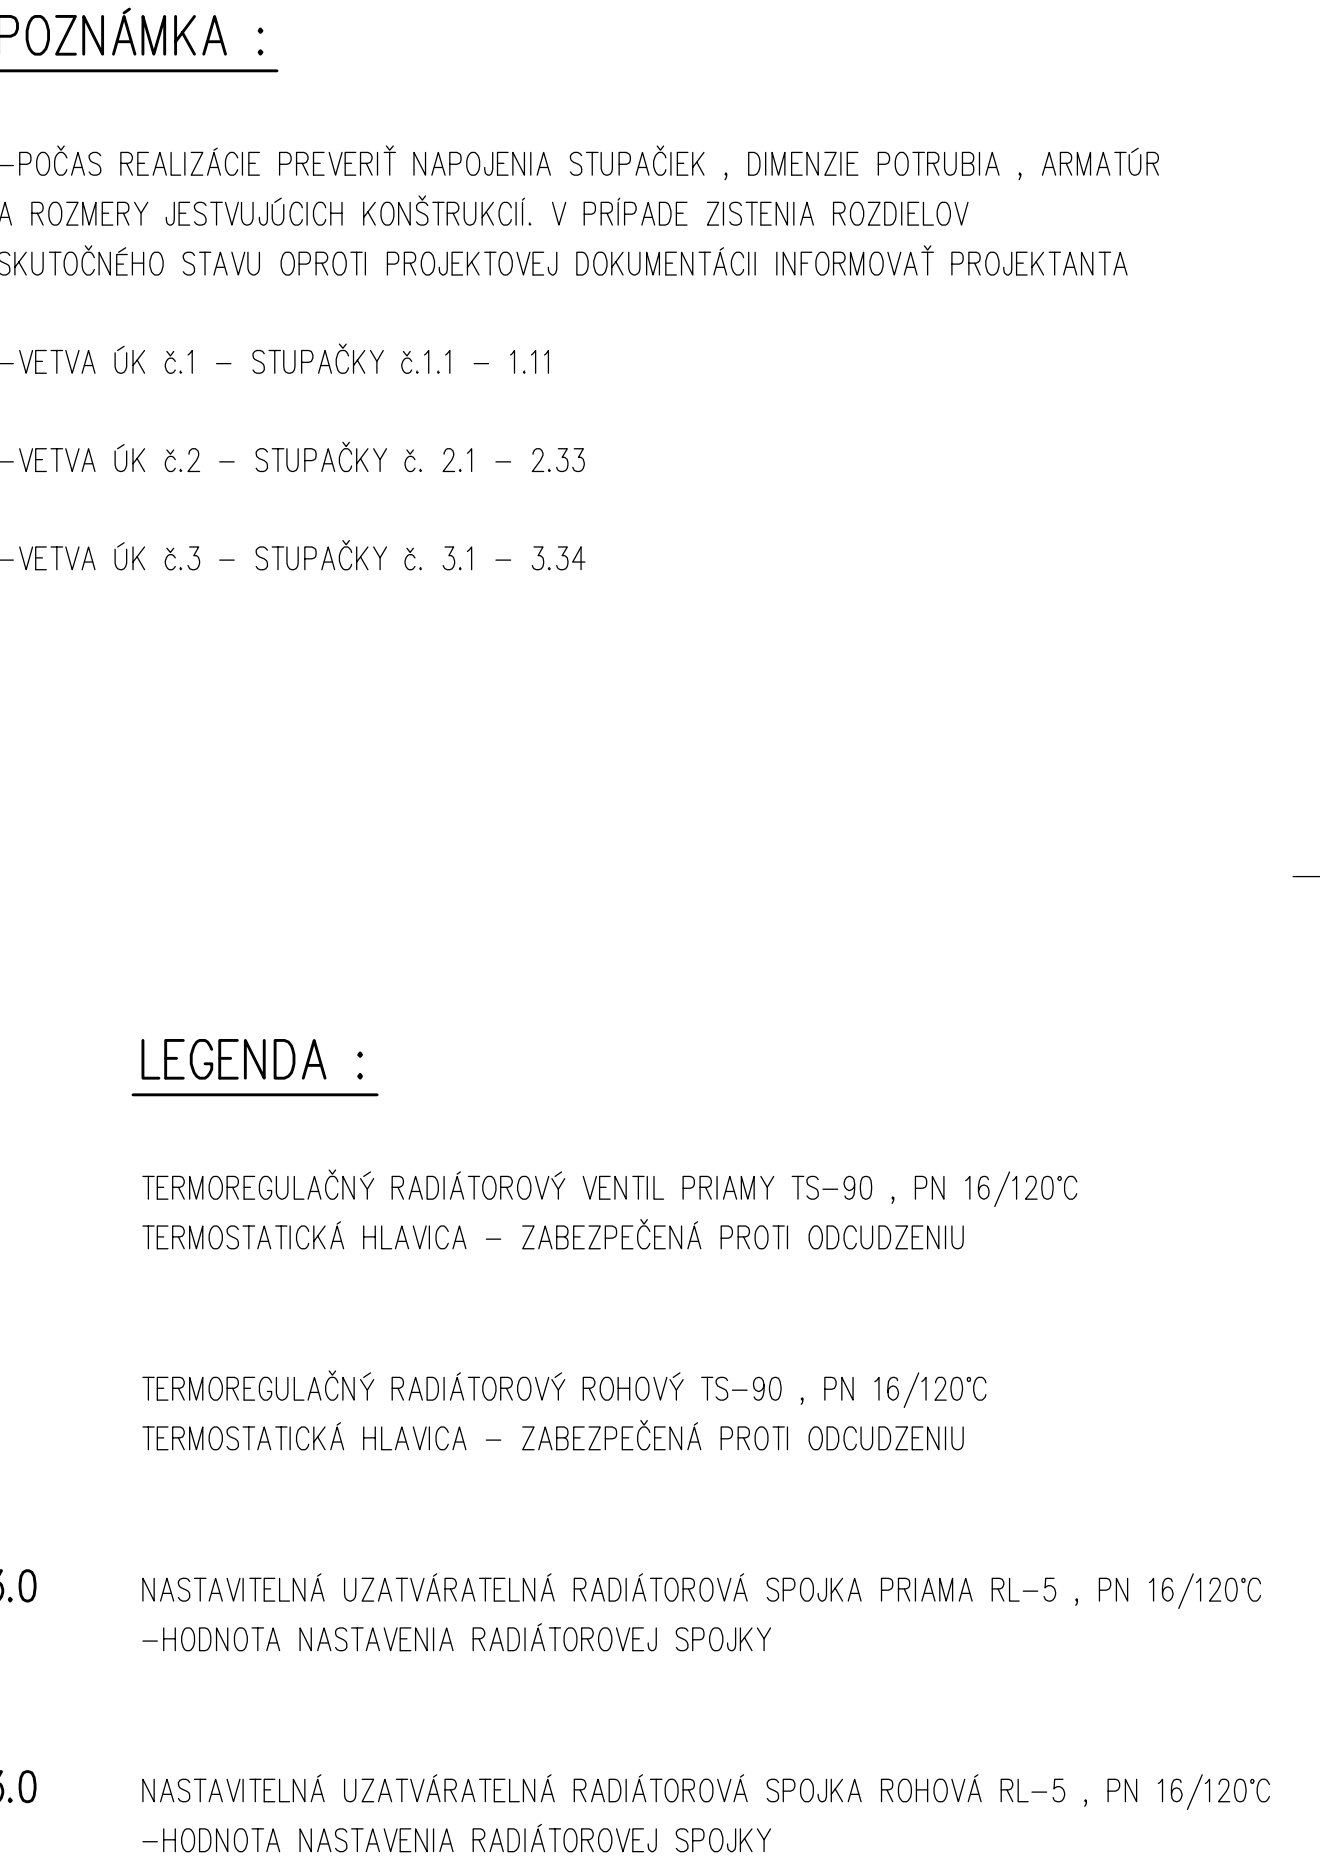 POZNÁMKA :
-POČAS REALIZÁCIE PREVERIŤ NAPOJENIA STUPAČIEK , DIMENZIE POTRUBIA , ARMATÚR
A ROZMERY JESTVUJÚCICH KONŠTRUKCIÍ. V PRÍPADE ZISTENIA ROZDIELOV
SKUTOČNÉHO STAVU OPROTI PROJEKTOVEJ DOKUMENTÁCII INFORMOVAŤ PROJEKTANTA
-VETVA ÚK č.1 - STUPAČKY č.1.1 - 1.11
-VETVA ÚK č.2 - STUPAČKY č. 2.1 - 2.33
-VETVA ÚK č.3 - STUPAČKY č. 3.1 - 3.34
LEGENDA :
TERMOREGULAČNÝ RADIÁTOROVÝ VENTIL PRIAMY TS-90 , PN 16/120°C
TERMOSTATICKÁ HLAVICA - ZABEZPEČENÁ PROTI ODCUDZENIU
TERMOREGULAČNÝ RADIÁTOROVÝ ROHOVÝ TS-90 , PN 16/120°C
TERMOSTATICKÁ HLAVICA - ZABEZPEČENÁ PROTI ODCUDZENIU
3.0 NASTAVITELNÁ UZATVÁRATELNÁ RADIÁTOROVÁ SPOJKA PRIAMA RL-5 , PN 16/120°C
-HODNOTA NASTAVENIA RADIÁTOROVEJ SPOJKY
3.0 NASTAVITELNÁ UZATVÁRATELNÁ RADIÁTOROVÁ SPOJKA ROHOVÁ RL-5 , PN 16/120°C
-HODNOTA NASTAVENIA RADIÁTOROVEJ SPOJKY